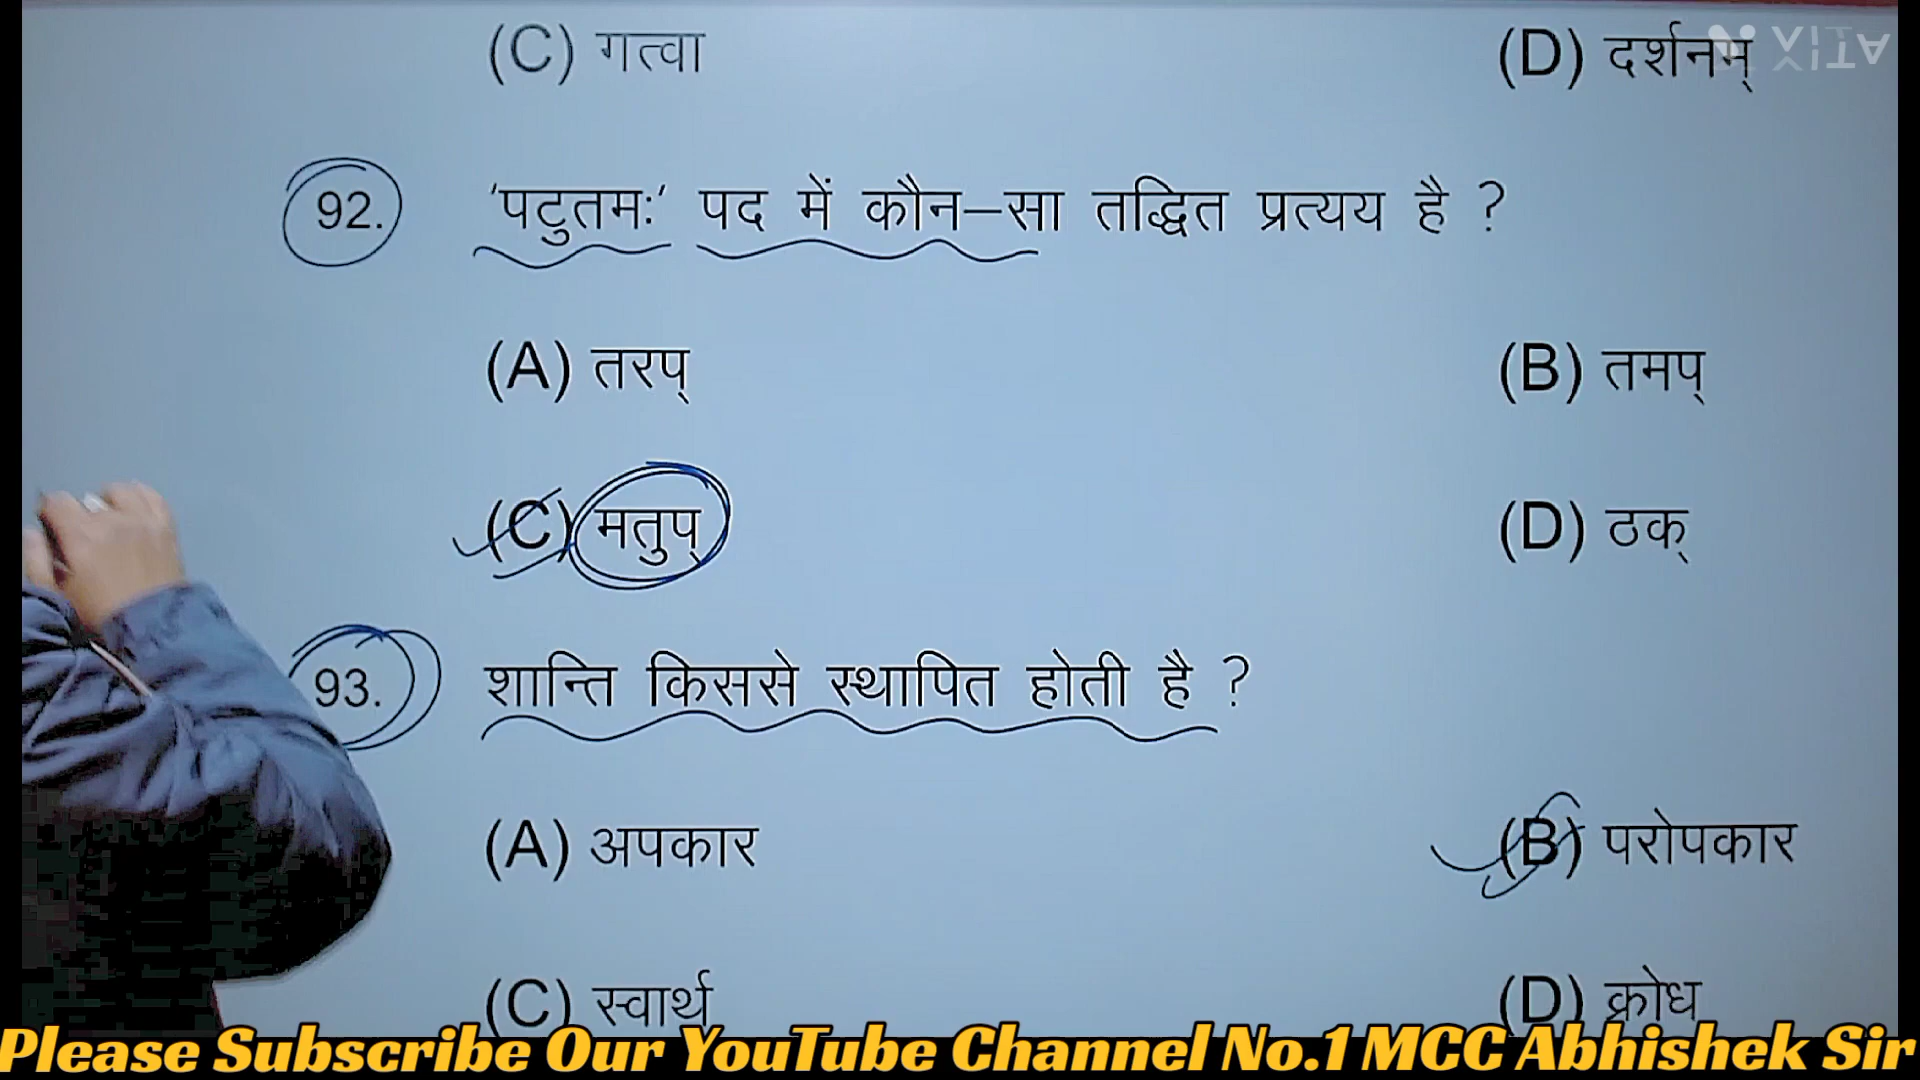 (C) गत्वा (D) दर्शनम्
92. 'पटुतमः' पद में कौन–सा तद्धित प्रत्यय है ?
(A) तरप् (B) तमप्
(C) मतुप् (D) ठक्
93. शान्ति किससे स्थापित होती है ?
(A) अपकार (B) परोपकार
(C) स्वार्थ (D) क्रोध
Please Subscribe Our YouTube Channel No.1 MCC Abhishek Sir